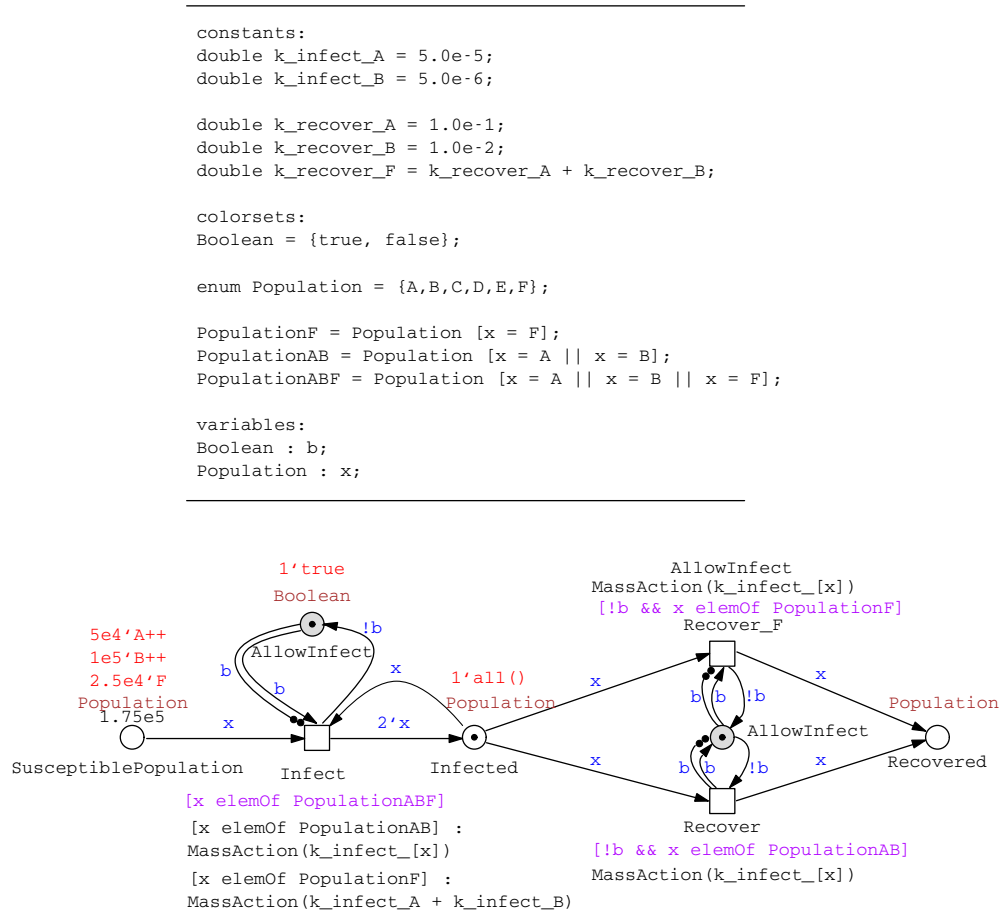 constants:
double k_infect_A = 5.0e-5;
double k_infect_B = 5.0e-6;
double k_recover_A = 1.0e-1;
double k_recover_B = 1.0e-2;
double k_recover_F = k_recover_A + k_recover_B;
colorsets:
Boolean = {true, false};
enum Population = {A,B,C,D,E,F};
PopulationF = Population [x = F];
PopulationAB = Population [x = A || x = B];
PopulationABF = Population [x = A || x = B || x = F];
variables:
Boolean : b;
Population : x;
1‘true
Boolean
AllowInfect
!b
b
b
5e4‘A++
1e5‘B++
2.5e4‘F
Population
1.75e5
SusceptiblePopulation
x
Infect
[x elemOf PopulationABF]
[x elemOf PopulationAB] :
MassAction(k_infect_[x])
[x elemOf PopulationF] :
MassAction(k_infect_A + k_infect_B)
x
2‘x
1‘all()
Population
Infected
x
x
AllowInfect
MassAction(k_infect_[x])
[!b && x elemOf PopulationF]
Recover_F
b
b
!b
AllowInfect
b
b
!b
Recover
[!b && x elemOf PopulationAB]
MassAction(k_infect_[x])
x
x
Population
Recovered